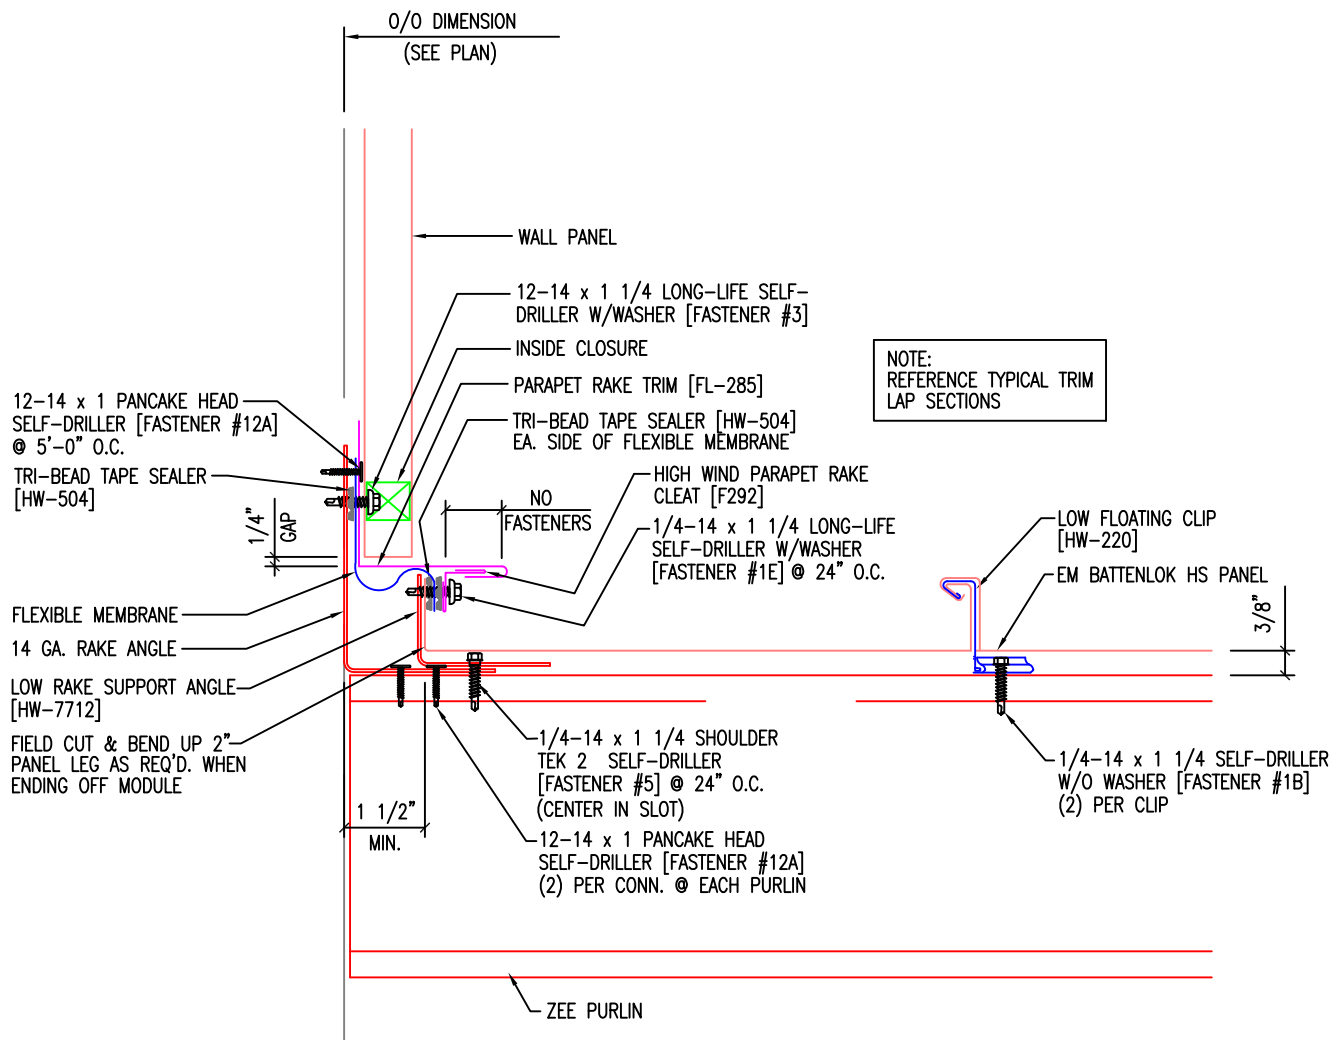 O/O DIMENSION
(SEE PLAN)
WALL PANEL
12-14 x 1 1/4 LONG-LIFE SELF-
DRILLER W/WASHER [FASTENER #3]
INSIDE CLOSURE
PARAPET RAKE TRIM [FL-285]
TRI-BEAD TAPE SEALER [HW-504]
EA. SIDE OF FLEXIBLE MEMBRANE
HIGH WIND PARAPET RAKE
CLEAT [F292]
NO
FASTENERS
1/4-14 x 1 1/4 LONG-LIFE
SELF-DRILLER W/WASHER
[FASTENER #1E] @ 24" O.C.
NOTE:
REFERENCE TYPICAL TRIM
LAP SECTIONS
12-14 x 1 PANCAKE HEAD
SELF-DRILLER [FASTENER #12A]
@ 5'-0" O.C.
TRI-BEAD TAPE SEALER
[HW-504]
1/4"
GAP
FLEXIBLE MEMBRANE
14 GA. RAKE ANGLE
LOW RAKE SUPPORT ANGLE
[HW-7712]
FIELD CUT & BEND UP 2"
PANEL LEG AS REQ'D. WHEN
ENDING OFF MODULE
1 1/2"
MIN.
LOW FLOATING CLIP
[HW-220]
EM BATTENLOK HS PANEL
3/8"
1/4-14 x 1 1/4 SHOULDER
TEK 2 SELF-DRILLER
[FASTENER #5] @ 24" O.C.
(CENTER IN SLOT)
12-14 x 1 PANCAKE HEAD
SELF-DRILLER [FASTENER #12A]
(2) PER CONN. @ EACH PURLIN
1/4-14 x 1 1/4 SELF-DRILLER
W/O WASHER [FASTENER #1B]
(2) PER CLIP
ZEE PURLIN